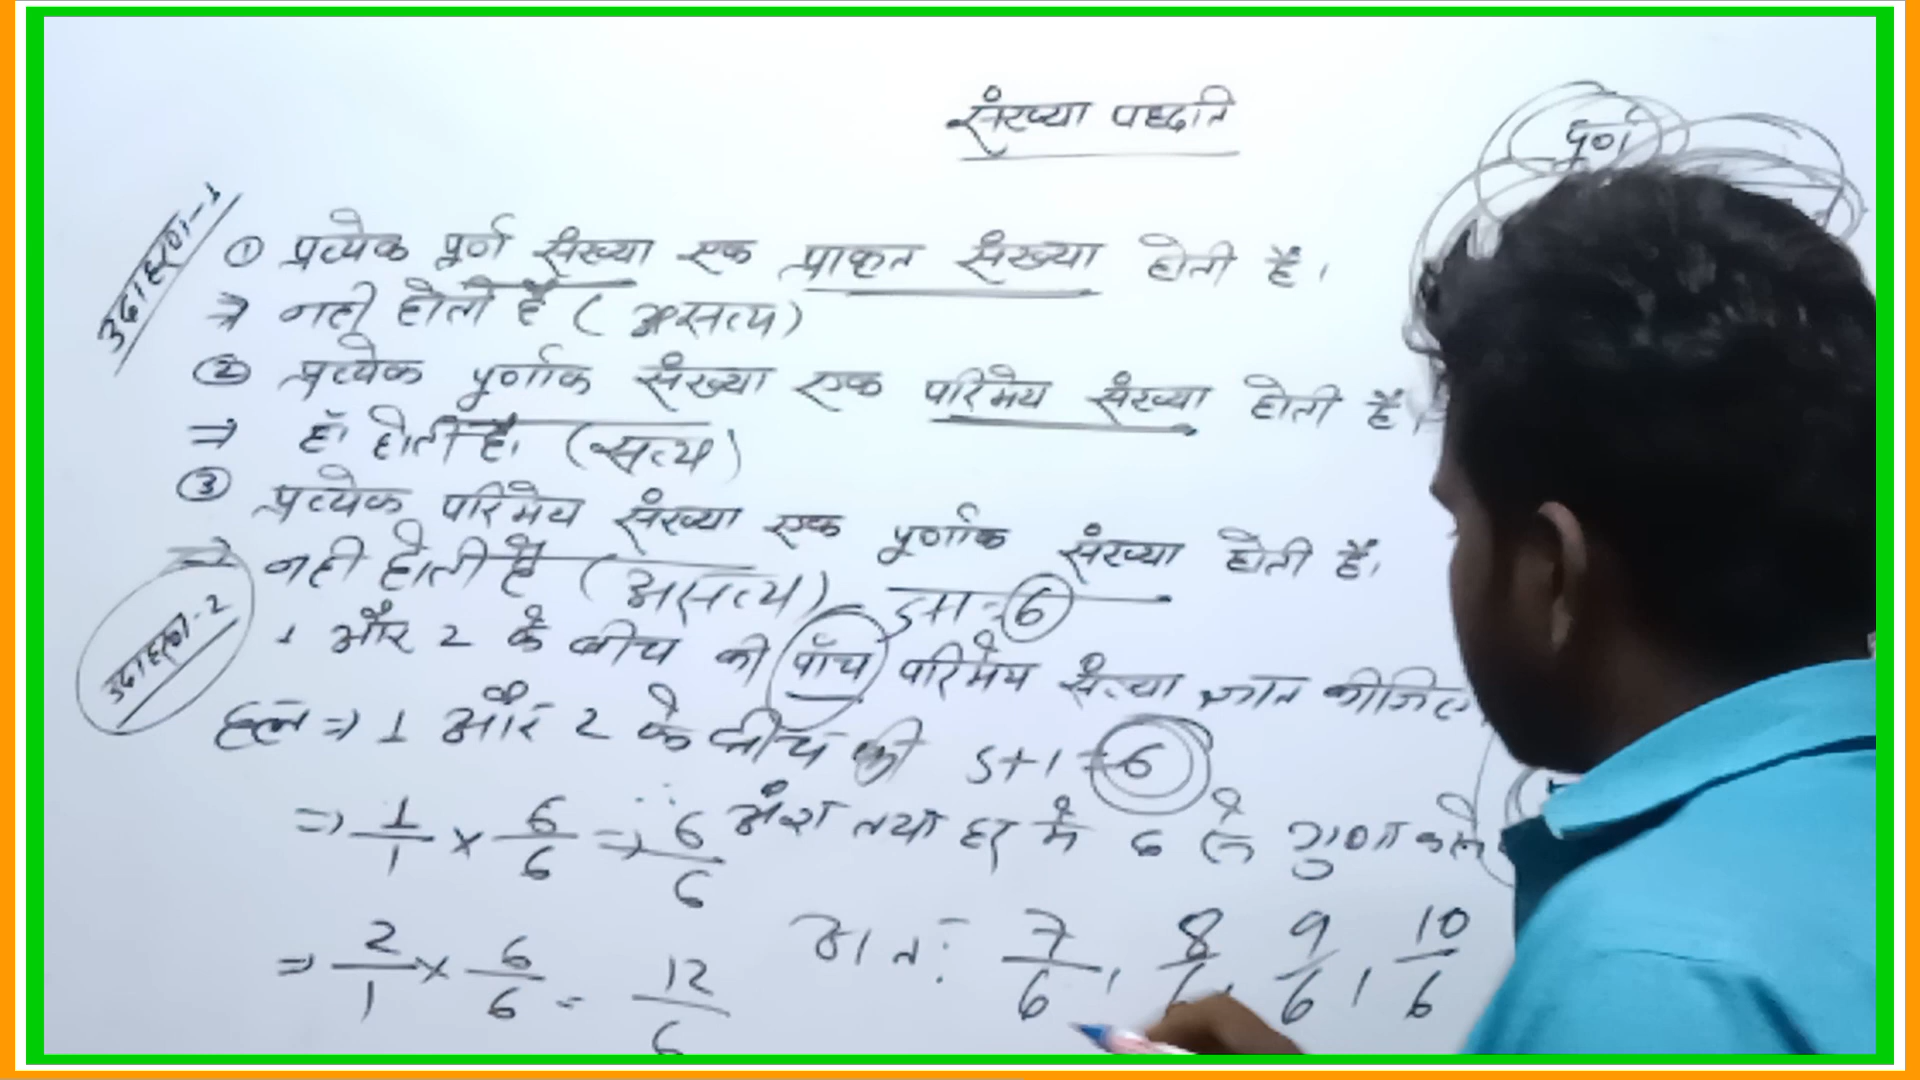 संख्या पद्धति
पूर्ण
उदाहरण-1
① प्रत्येक पूर्ण संख्या एक प्राकृत संख्या होती है।
⇒ नही होती है (असत्य)
② प्रत्येक पूर्णांक संख्या एक परिमेय संख्या होती है।
⇒ हाँ होती है। (सत्य)
③ प्रत्येक परिमेय संख्या एक पूर्णांक संख्या होती है।
⇒ नही होती है (असत्य) 5+1=6
उदाहरण-2
1 और 2 के बीच की पाँच परिमेय संख्या ज्ञात कीजिए
हल ⇒ 1 और 2 के बीच की 5+1=6
⇒ 1/1 × 6/6 ⇒ 6/6 अंश तथा हर में 6 से गुणा करने
⇒ 2/1 × 6/6 = 12/6 अतः 7/6, 8/6, 9/6, 10/6